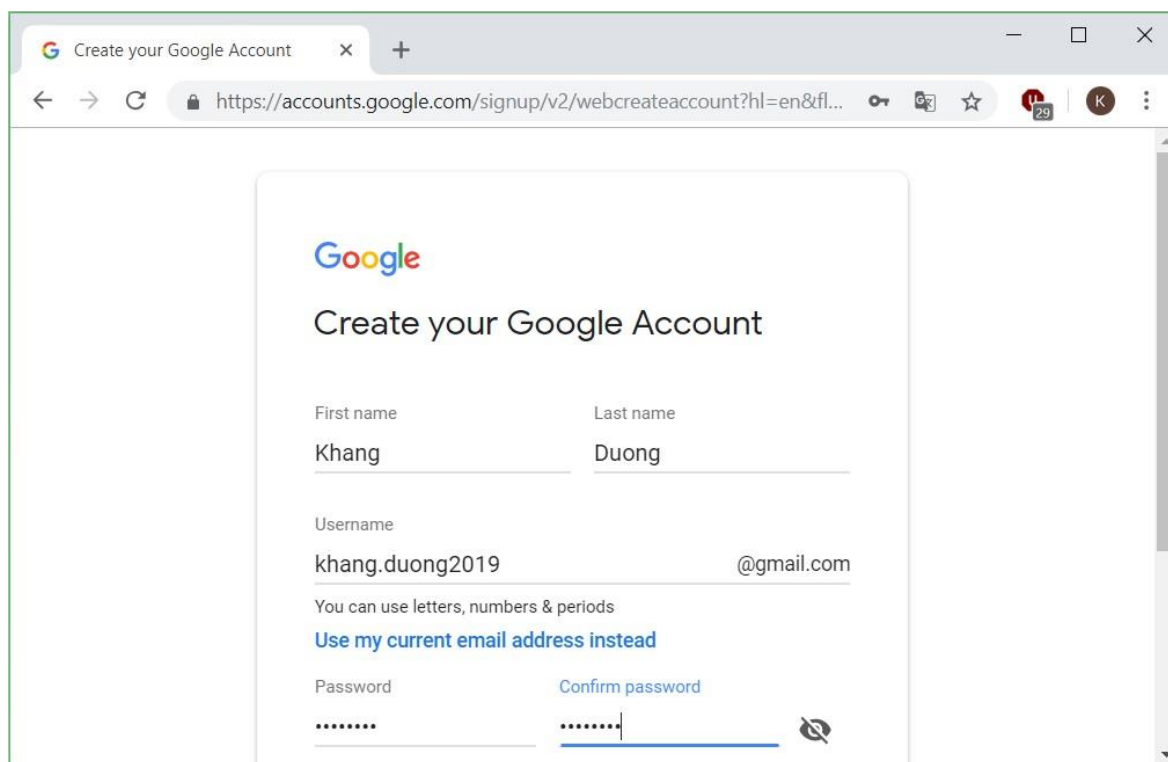 Create your Google Account
https://accounts.google.com/signup/v2/webcreateaccount?hl=en&fl...
29
K
Google
Create your Google Account
First name Last name
Khang Duong
Username
khang.duong2019 @gmail.com
You can use letters, numbers & periods
Use my current email address instead
Password Confirm password
•••••••• ••••••••